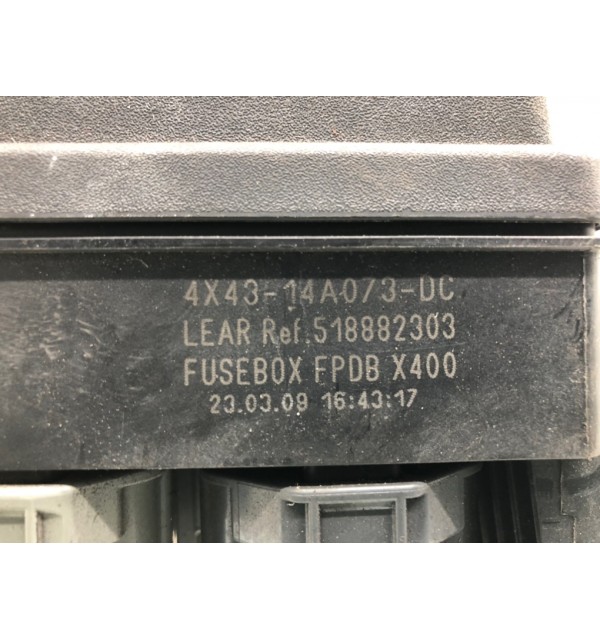 4X43-14A073-DC
LEAR Ref.518882303
FUSEBOX FPDB X400
23.03.09 16:43:17